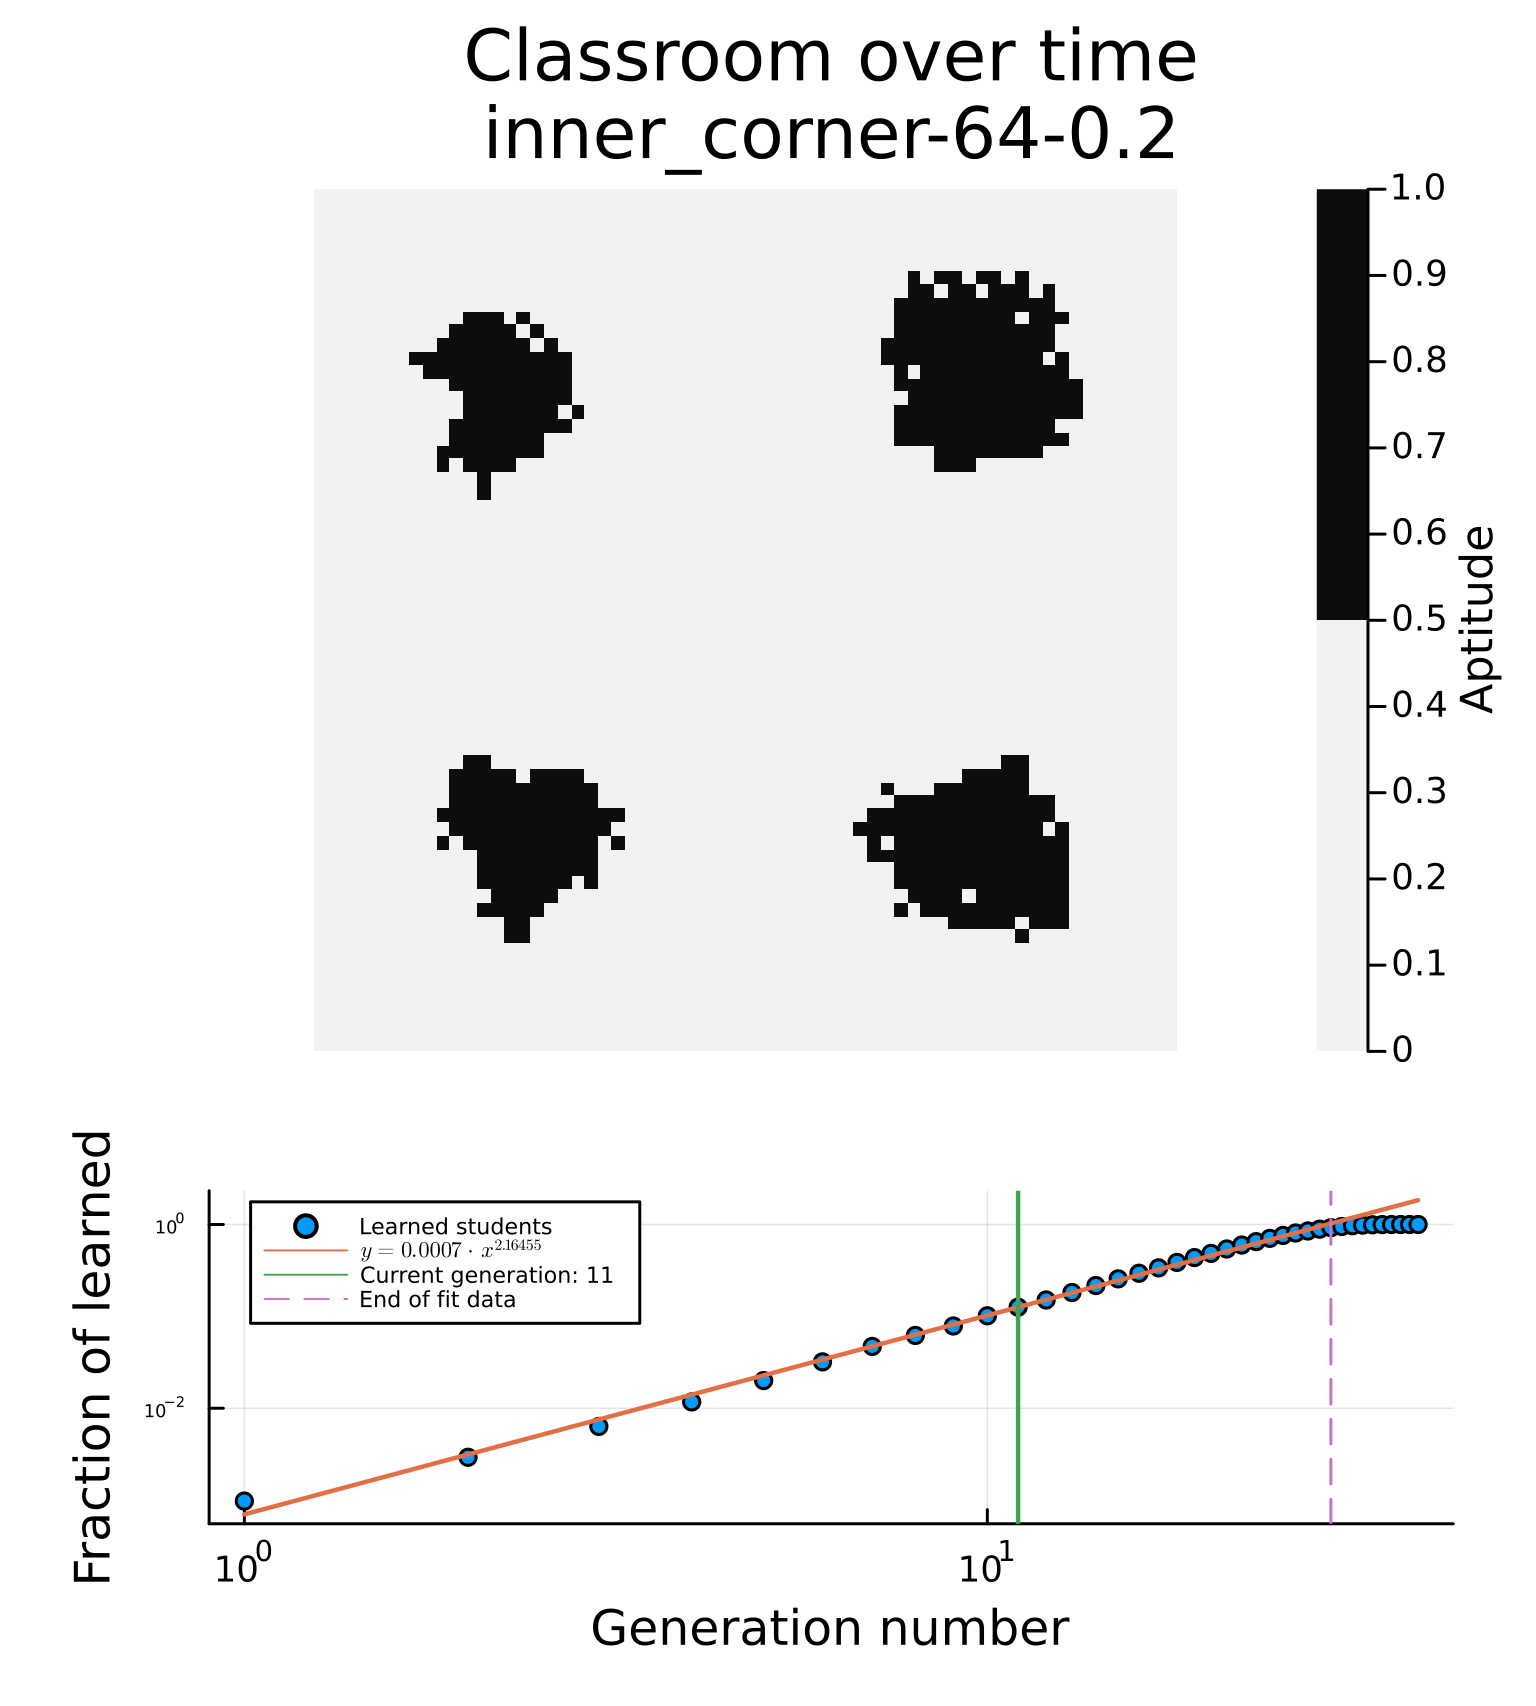 Classroom over time
inner_corner-64-0.2
1.0
0.9
0.8
0.7
0.6
0.5
0.4
0.3
0.2
0.1
0
Aptitude
Fraction of learned
10^0
10^-2
Learned students
y = 0.0007 · x^2.16455
Current generation: 11
End of fit data
10^0
10^1
Generation number